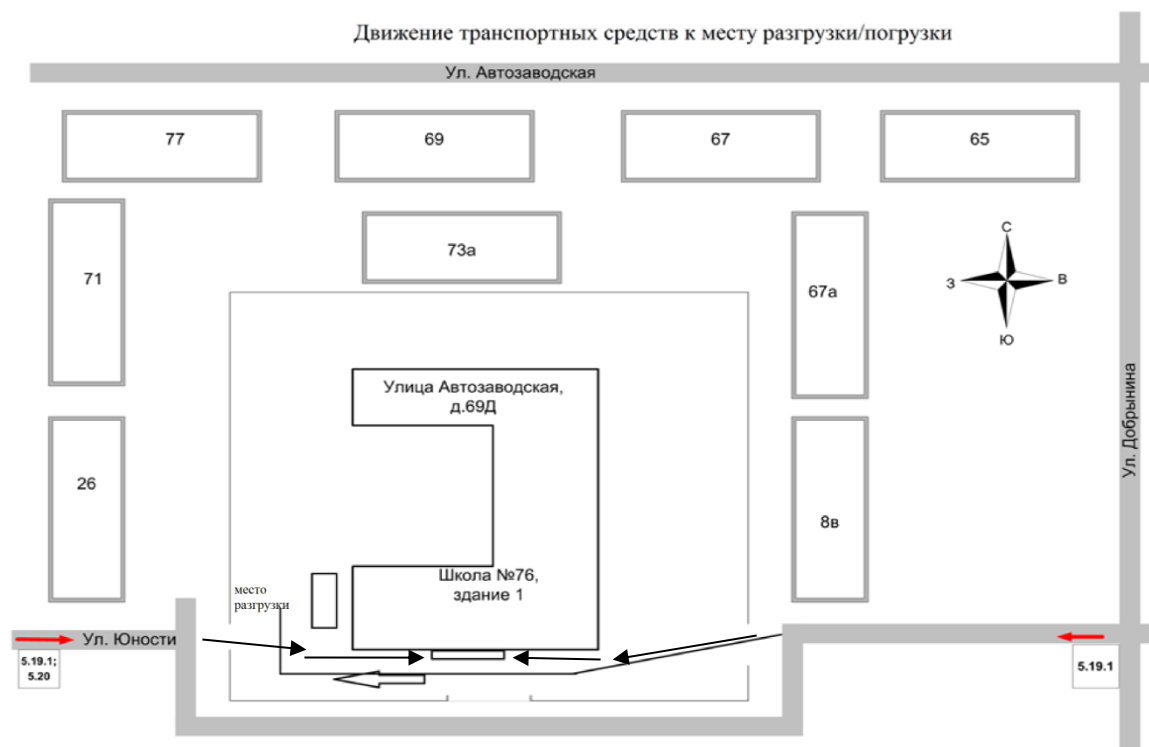 Движение транспортных средств к месту разгрузки/погрузки
Ул. Автозаводская
77
69
67
65
73а
71
67а
С
З
В
Ю
Улица Автозаводская,
д.69Д
Ул. Добрынина
26
8в
Школа №76,
здание 1
место
разгрузки
Ул. Юности
5.19.1;
5.20
5.19.1